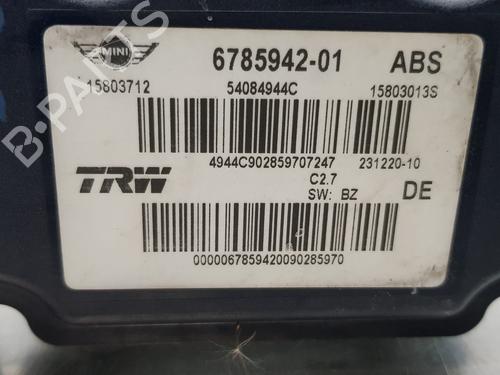 MINI
6785942-01 ABS
15803712 54084944C 15803013S
4944C902859707247 231220-10
TRW
C2.7
SW: BZ DE
00000678594200902859​70
B-PARTS